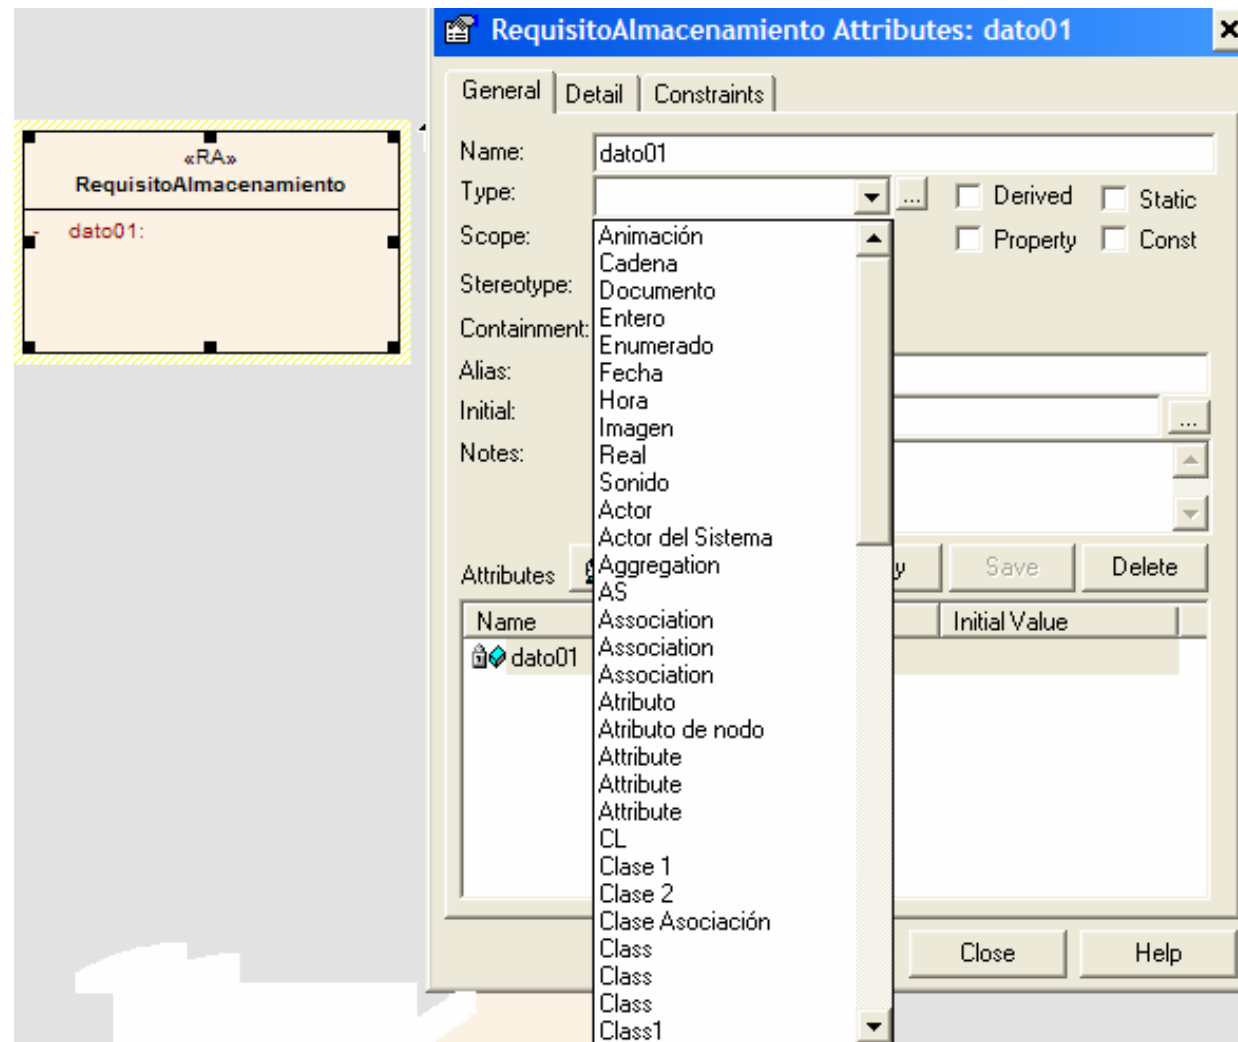 RequisitoAlmacenamiento Attributes: dato01
General Detail Constraints
«RA»
RequisitoAlmacenamiento
- dato01:
Name: dato01
Type: ... Derived Static
Scope: Property Const
Stereotype:
Containment:
Alias:
Initial: ...
Notes:
Animación
Cadena
Documento
Entero
Enumerado
Fecha
Hora
Imagen
Real
Sonido
Actor
Actor del Sistema
Aggregation
AS
Association
Association
Association
Atributo
Atributo de nodo
Attribute
Attribute
Attribute
CL
Clase 1
Clase 2
Clase Asociación
Class
Class
Class
Class1
Attributes y Save Delete
Name Initial Value
dato01
Close Help